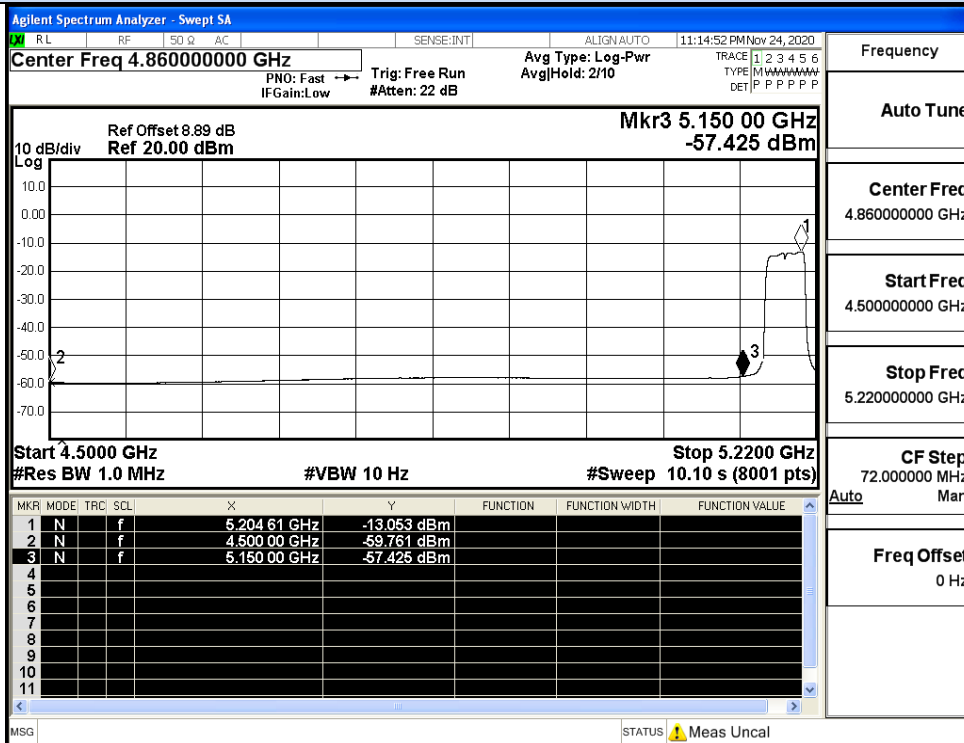 Agilent Spectrum Analyzer - Swept SA
LXI RL RF 50 Ω AC SENSE:INT ALIGNAUTO 11:14:52 PMNov 24, 2020
Center Freq 4.860000000 GHz
PNO: Fast
IFGain:Low
Trig: Free Run
#Atten: 22 dB
Avg Type: Log-Pwr
Avg|Hold: 2/10
TRACE 1 2 3 4 5 6
TYPE M W W W W W
DET P P P P P P
Mkr3 5.150 00 GHz
-57.425 dBm
Ref Offset 8.89 dB
10 dB/div Ref 20.00 dBm
Log
10.0
0.00
-10.0
-20.0
-30.0
-40.0
-50.0
-60.0
-70.0
1
2
3
Start 4.5000 GHz Stop 5.2200 GHz
#Res BW 1.0 MHz #VBW 10 Hz #Sweep 10.10 s (8001 pts)
MKR MODE TRC SCL X Y FUNCTION FUNCTION WIDTH FUNCTION VALUE
1 N f 5.204 61 GHz -13.053 dBm
2 N f 4.500 00 GHz -59.761 dBm
3 N f 5.150 00 GHz -57.425 dBm
4
5
6
7
8
9
10
11
MSG STATUS Meas Uncal
Frequency
Auto Tune
Center Freq
4.860000000 GHz
Start Freq
4.500000000 GHz
Stop Freq
5.220000000 GHz
CF Step
72.000000 MHz
Auto Man
Freq Offset
0 Hz